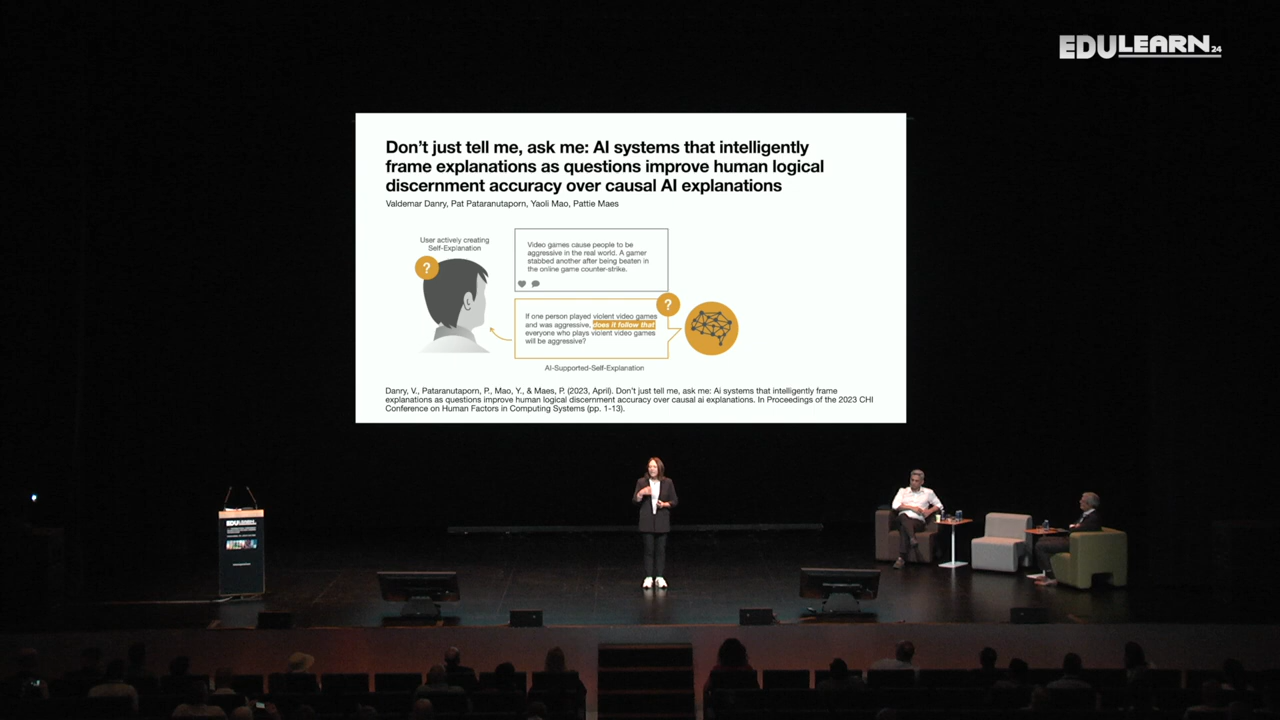 EDULEARN24
Don't just tell me, ask me: AI systems that intelligently
frame explanations as questions improve human logical
discernment accuracy over causal AI explanations
Valdemar Danry, Pat Pataranutaporn, Yaoli Mao, Pattie Maes
User actively creating
Self-Explanation
?
Video games cause people to be
aggressive in the real world. A gamer
stabbed another after being beaten in
the online game counter-strike.
?
If one person played violent video games
and was aggressive, does it follow that
everyone who plays violent video games
will be aggressive?
AI-Supported-Self-Explanation
Danry, V., Pataranutaporn, P., Mao, Y., & Maes, P. (2023, April). Don't just tell me, ask me: Ai systems that intelligently frame
explanations as questions improve human logical discernment accuracy over causal ai explanations. In Proceedings of the 2023 CHI
Conference on Human Factors in Computing Systems (pp. 1-13).
EDULEARN